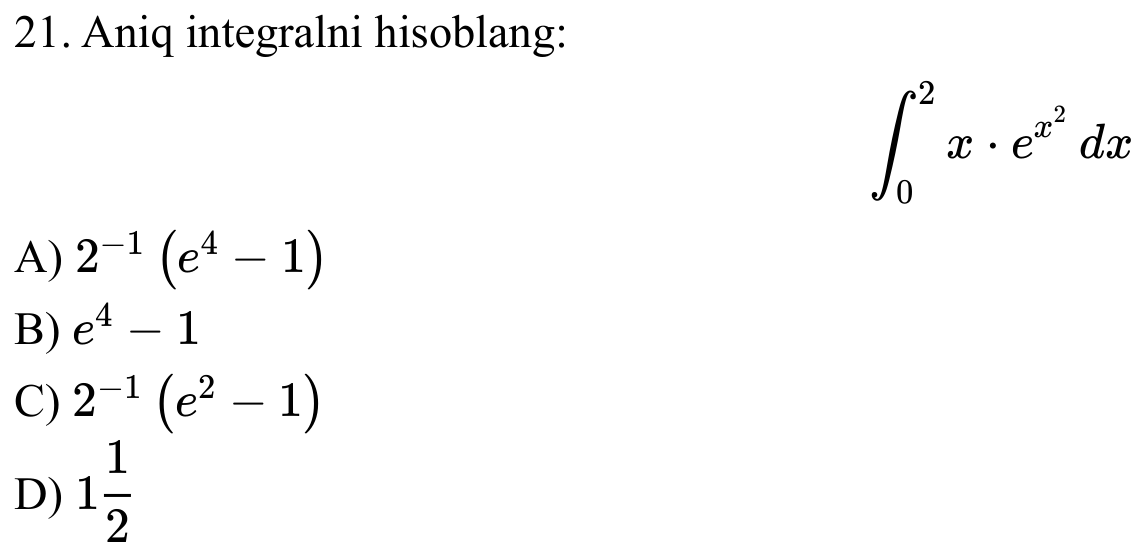 21. Aniq integralni hisoblang:
∫₀² x · e^{x²} dx
A) 2⁻¹ (e⁴ − 1)
B) e⁴ − 1
C) 2⁻¹ (e² − 1)
D) 1 1/2